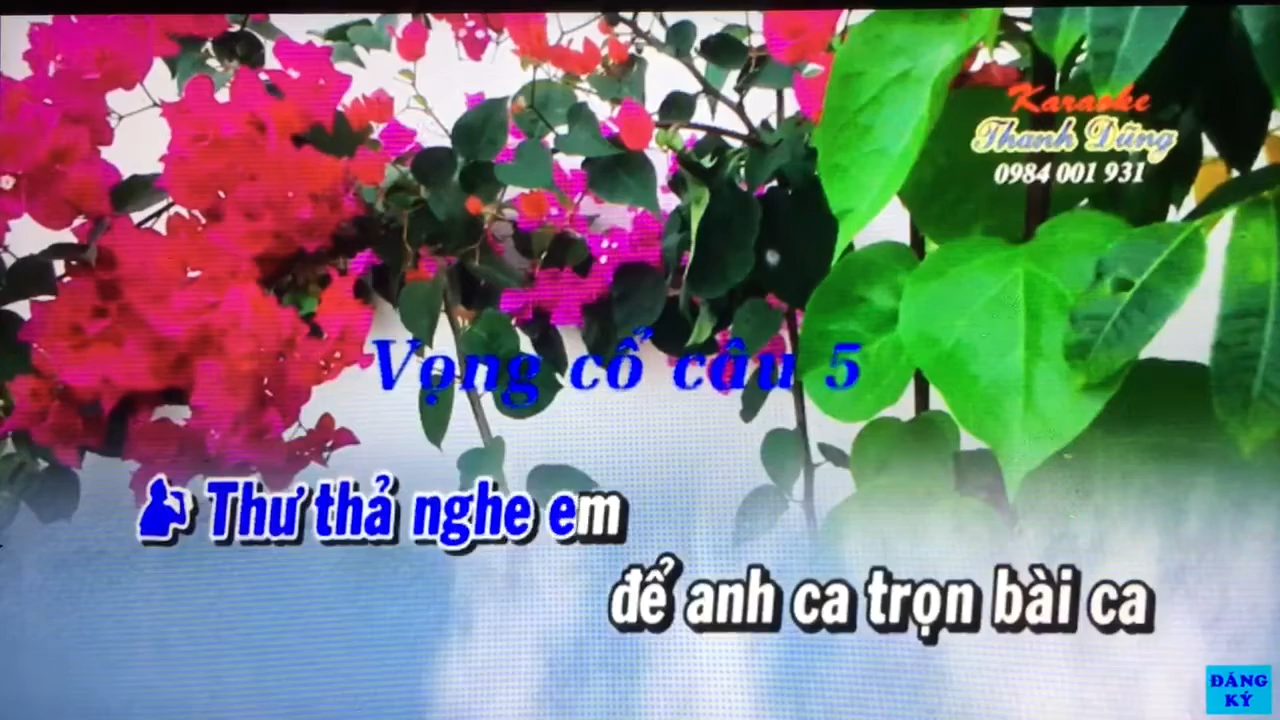 Karaoke
Thanh Dũng
0984 001 931
Vọng cổ câu 5
Thư thả nghe em
để anh ca trọn bài ca
ĐĂNG
KÝ